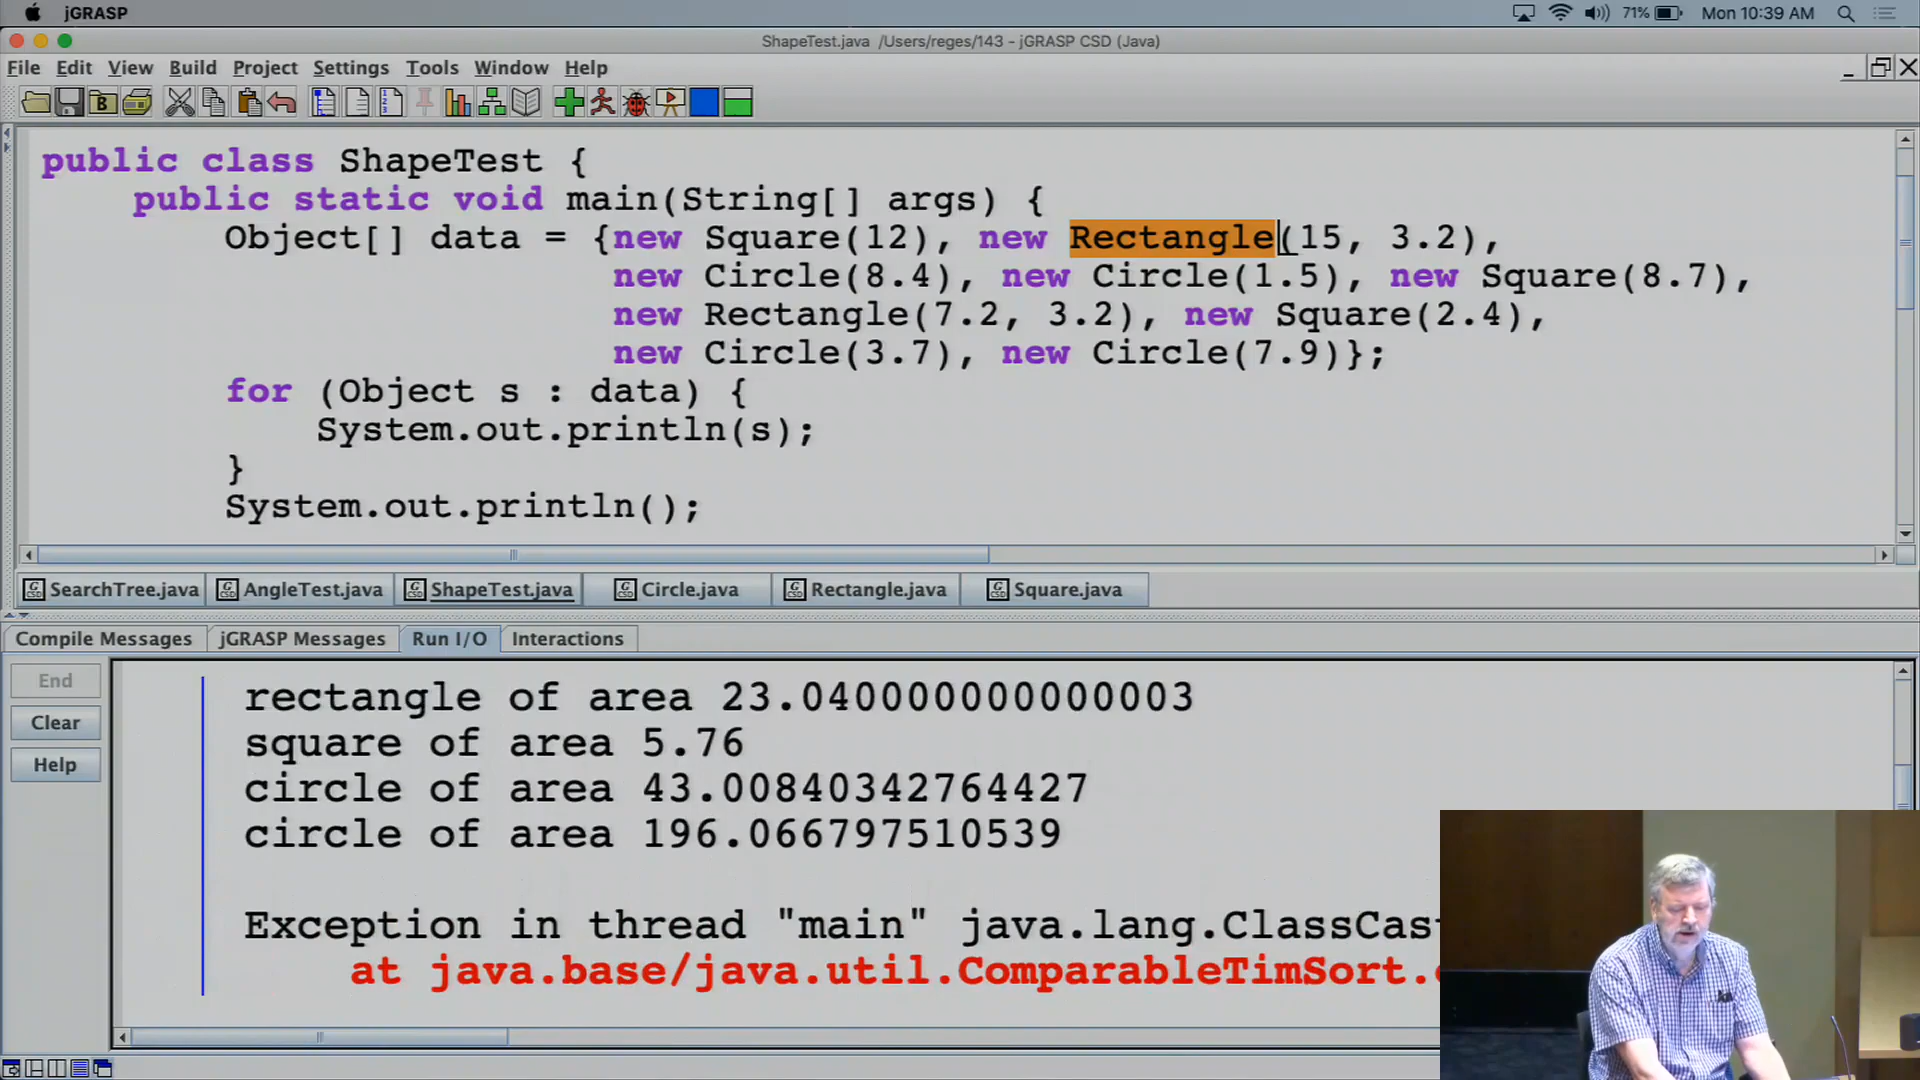 jGRASP
71%
Mon 10:39 AM
ShapeTest.java /Users/reges/143 - jGRASP CSD (Java)
File Edit View Build Project Settings Tools Window Help
public class ShapeTest {
public static void main(String[] args) {
Object[] data = {new Square(12), new Rectangle(15, 3.2),
new Circle(8.4), new Circle(1.5), new Square(8.7),
new Rectangle(7.2, 3.2), new Square(2.4),
new Circle(3.7), new Circle(7.9)};
for (Object s : data) {
System.out.println(s);
}
System.out.println();
SearchTree.java AngleTest.java ShapeTest.java Circle.java Rectangle.java Square.java
Compile Messages jGRASP Messages Run I/O Interactions
End
Clear
Help
rectangle of area 23.040000000000003
square of area 5.76
circle of area 43.00840342764427
circle of area 196.066797510539
Exception in thread "main" java.lang.ClassCast
at java.base/java.util.ComparableTimSort.